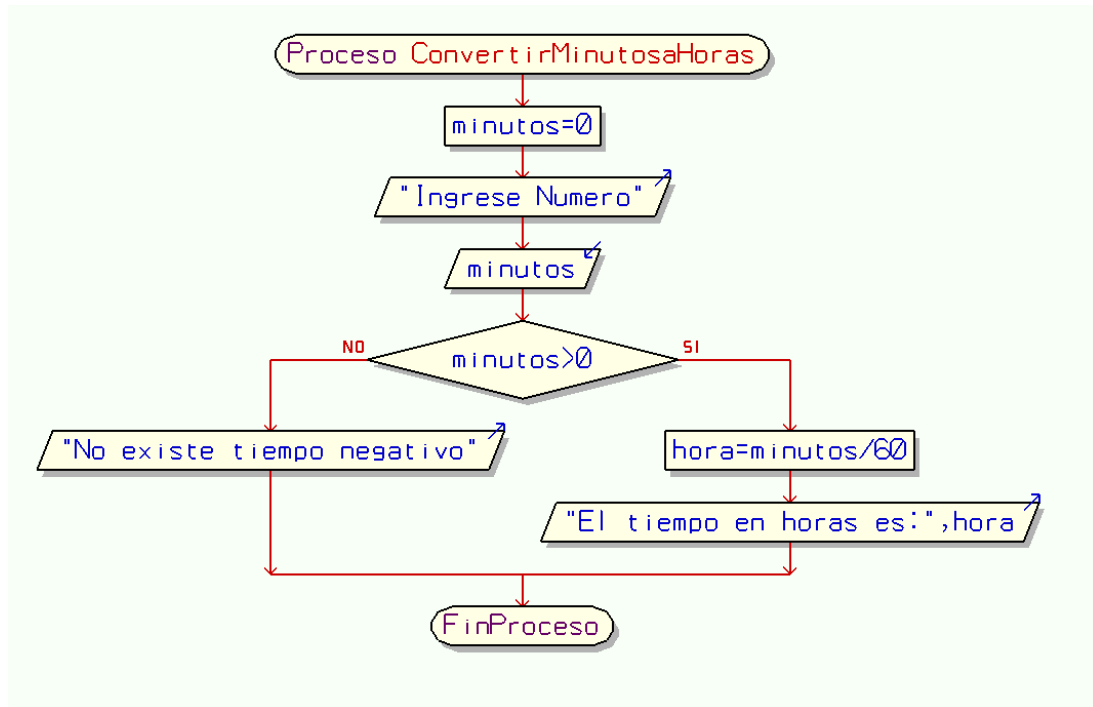 Proceso ConvertirMinutosaHoras
minutos=0
"Ingrese Numero"
minutos
minutos>0
NO
SI
"No existe tiempo negativo"
hora=minutos/60
"El tiempo en horas es:",hora
FinProceso